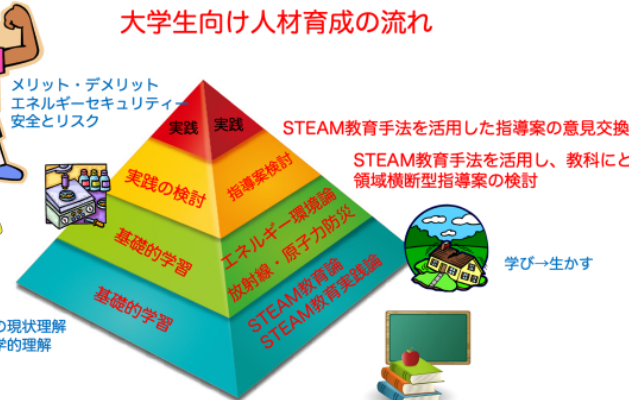 大学生向け人材育成の流れ
メリット・デメリット
エネルギーセキュリティー
安全とリスク
実践
実践
STEAM教育手法を活用した指導案の意見交換
STEAM教育手法を活用し、教科にと
領域横断型指導案の検討
実践の検討
指導案検討
基礎的学習
エネルギー環境論
放射線・原子力防災
学び→生かす
基礎的学習
STEAM教育論
STEAM教育実践論
の現状理解
学的理解